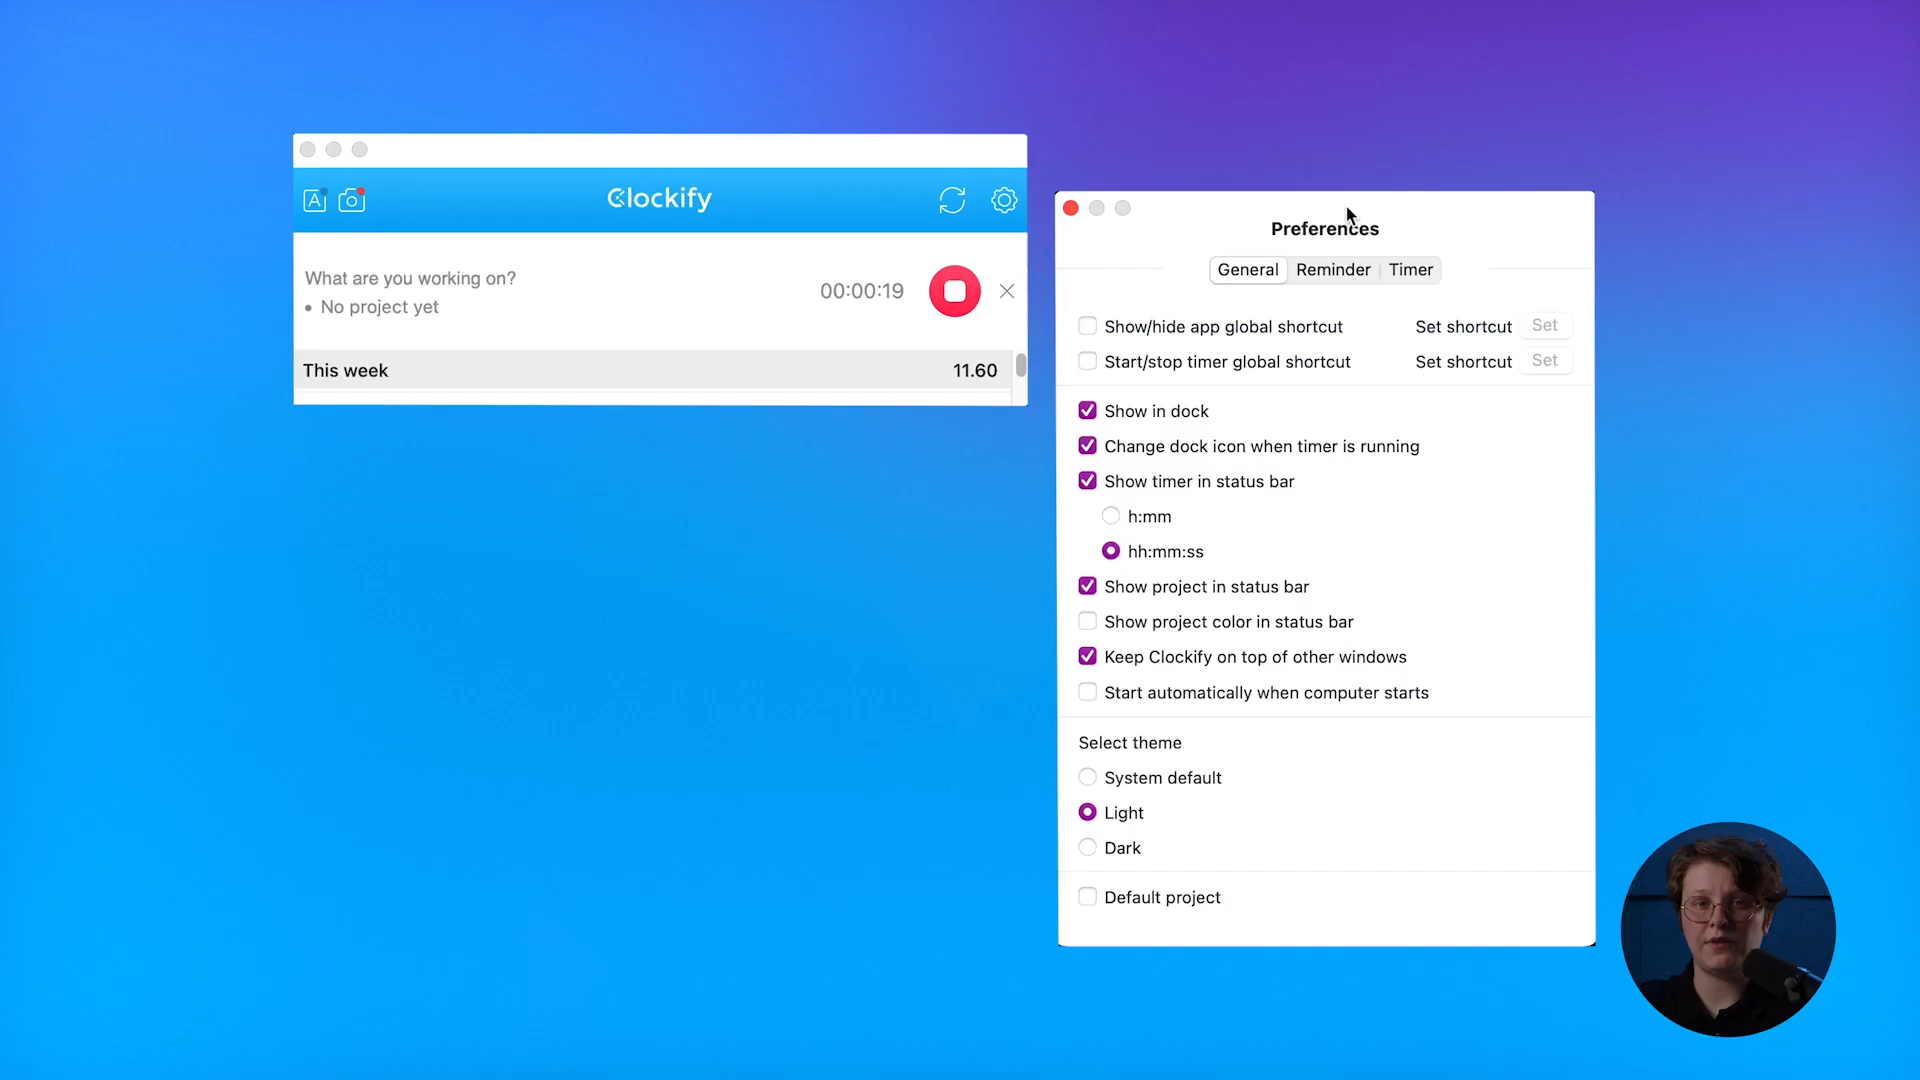 A
Clockify
What are you working on?
• No project yet
00:00:19
This week
11.60
Preferences
General
Reminder
Timer
Show/hide app global shortcut
Set shortcut
Set
Start/stop timer global shortcut
Set shortcut
Set
Show in dock
Change dock icon when timer is running
Show timer in status bar
h:mm
hh:mm:ss
Show project in status bar
Show project color in status bar
Keep Clockify on top of other windows
Start automatically when computer starts
Select theme
System default
Light
Dark
Default project